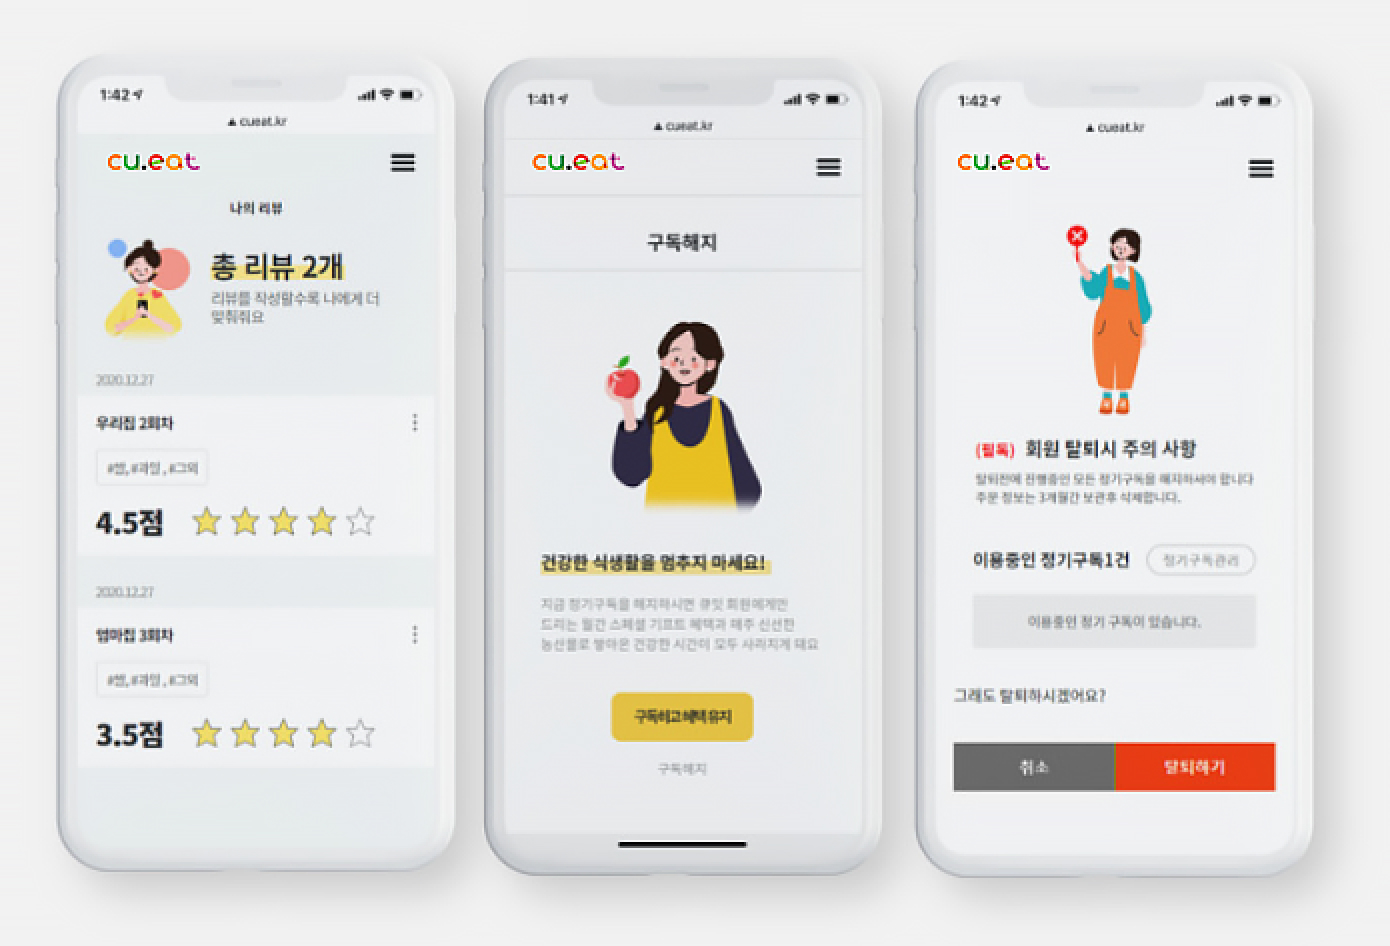 1:42
cueat.kr
cu.eat
나의 리뷰
총 리뷰 2개
리뷰를 작성할수록 나에게 더
맞춰줘요
2020.12.27
우리집 2회차
#쌈,#과일,#그외
4.5점
2020.12.27
엄마집 3회차
#쌈,#과일,#그외
3.5점
1:41
cueat.kr
cu.eat
구독해지
건강한 식생활을 멈추지 마세요!
지금 정기구독을 해지하시면 큐잇 회원에게만
드리는 월간 스페셜 기프트 혜택과 매주 신선한
농산물로 쌓아온 건강한 시간이 모두 사라지게 돼요
구독하고 혜택 유지
구독해지
1:42
cueat.kr
cu.eat
(필독) 회원 탈퇴시 주의 사항
탈퇴전에 진행중인 모든 정기구독을 해지하셔야 합니다
주문 정보는 3개월간 보관후 삭제합니다.
이용중인 정기구독1건
정기구독관리
이용중인 정기 구독이 있습니다.
그래도 탈퇴하시겠어요?
취소
탈퇴하기